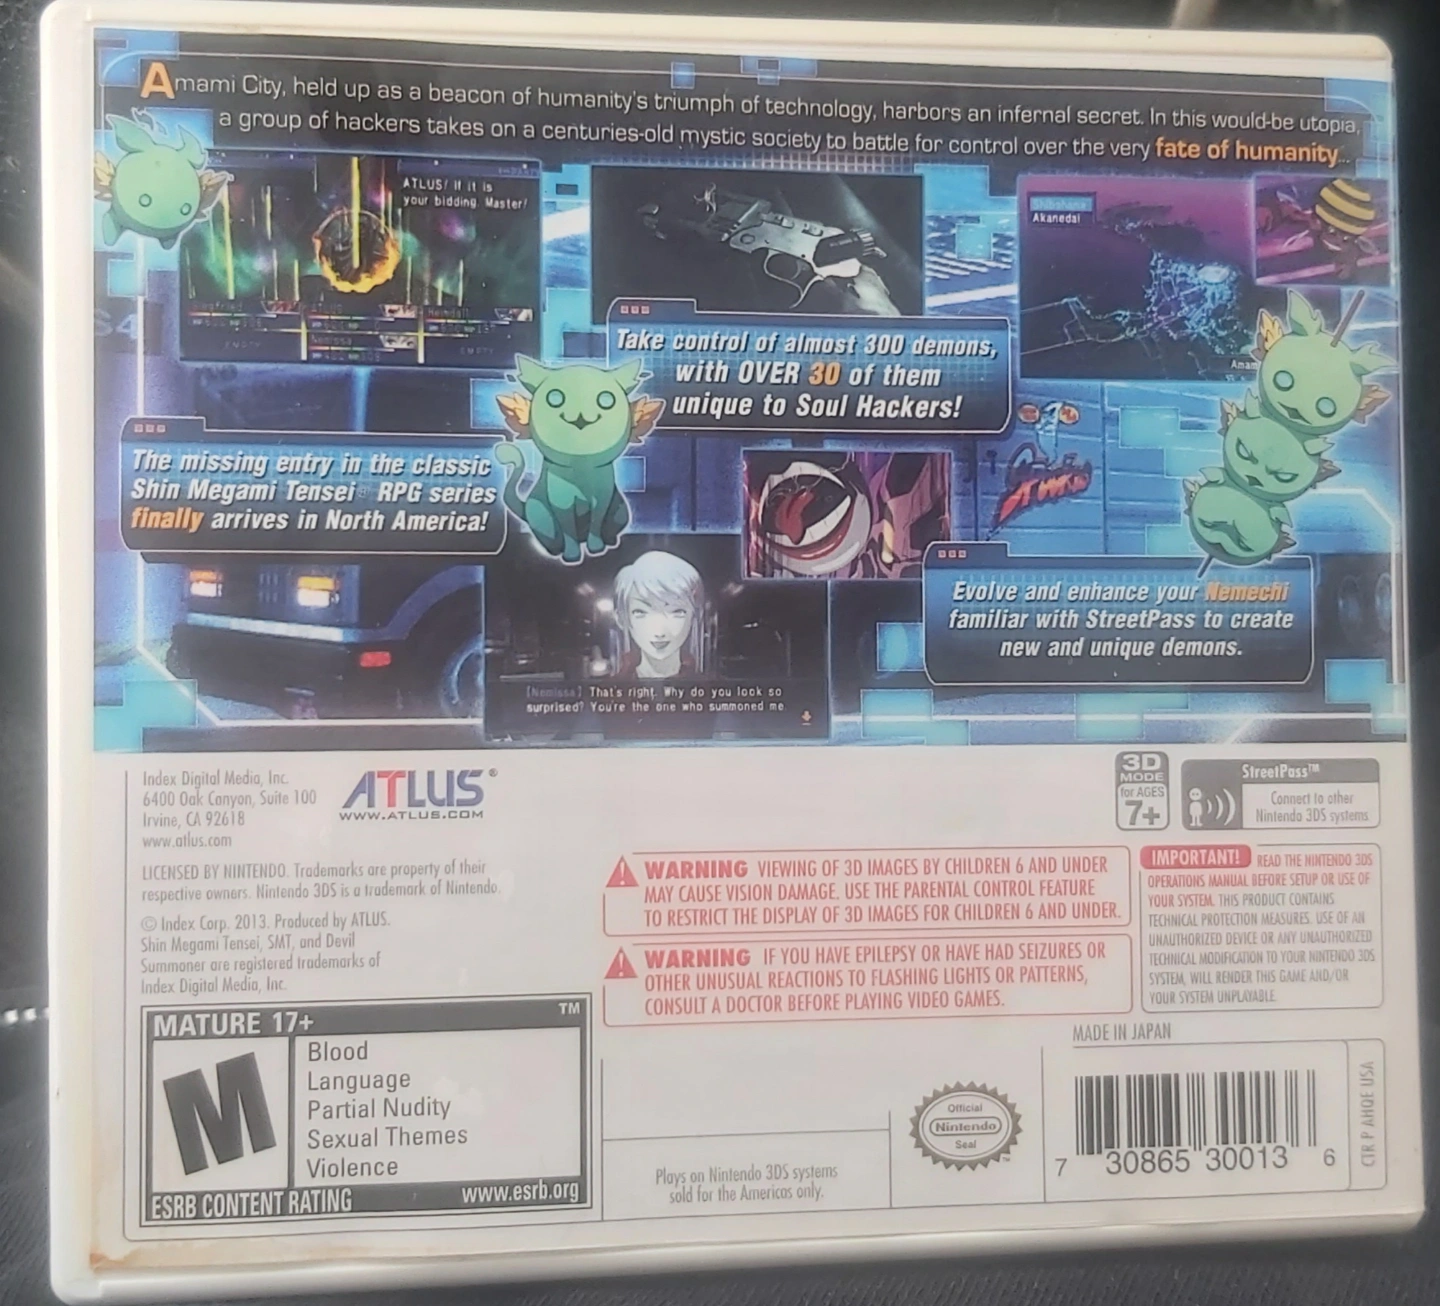 Amami City, held up as a beacon of humanity's triumph of technology, harbors an infernal secret. In this would-be utopia,
a group of hackers takes on a centuries-old mystic society to battle for control over the very fate of humanity...
ATLUS! If it is
your bidding, Master!
Shibahama
Akanedai
Amami
Take control of almost 300 demons,
with OVER 30 of them
unique to Soul Hackers!
The missing entry in the classic
Shin Megami Tensei® RPG series
finally arrives in North America!
Evolve and enhance your Nemechi
familiar with StreetPass to create
new and unique demons.
[Nemissa] That's right. Why do you look so
surprised? You're the one who summoned me
Index Digital Media, Inc.
6400 Oak Canyon, Suite 100
Irvine, CA 92618
www.atlus.com
ATLUS®
WWW.ATLUS.COM
LICENSED BY NINTENDO. Trademarks are property of their
respective owners. Nintendo 3DS is a trademark of Nintendo.
© Index Corp. 2013. Produced by ATLUS.
Shin Megami Tensei, SMT, and Devil
Summoner are registered trademarks of
Index Digital Media, Inc.
3D
MODE
for AGES
7+
StreetPass™
Connect to other
Nintendo 3DS systems
WARNING VIEWING OF 3D IMAGES BY CHILDREN 6 AND UNDER
MAY CAUSE VISION DAMAGE. USE THE PARENTAL CONTROL FEATURE
TO RESTRICT THE DISPLAY OF 3D IMAGES FOR CHILDREN 6 AND UNDER.
WARNING IF YOU HAVE EPILEPSY OR HAVE HAD SEIZURES OR
OTHER UNUSUAL REACTIONS TO FLASHING LIGHTS OR PATTERNS,
CONSULT A DOCTOR BEFORE PLAYING VIDEO GAMES.
IMPORTANT! READ THE NINTENDO 3DS
OPERATIONS MANUAL BEFORE SETUP OR USE OF
YOUR SYSTEM. THIS PRODUCT CONTAINS
TECHNICAL PROTECTION MEASURES. USE OF AN
UNAUTHORIZED DEVICE OR ANY UNAUTHORIZED
TECHNICAL MODIFICATION TO YOUR NINTENDO 3DS
SYSTEM, WILL RENDER THIS GAME AND/OR
YOUR SYSTEM UNPLAYABLE.
MATURE 17+ ™
M
Blood
Language
Partial Nudity
Sexual Themes
Violence
ESRB CONTENT RATING www.esrb.org
Plays on Nintendo 3DS systems
sold for the Americas only.
Official
Nintendo
Seal
MADE IN JAPAN
7 30865 30013 6
CTR P AHQE USA